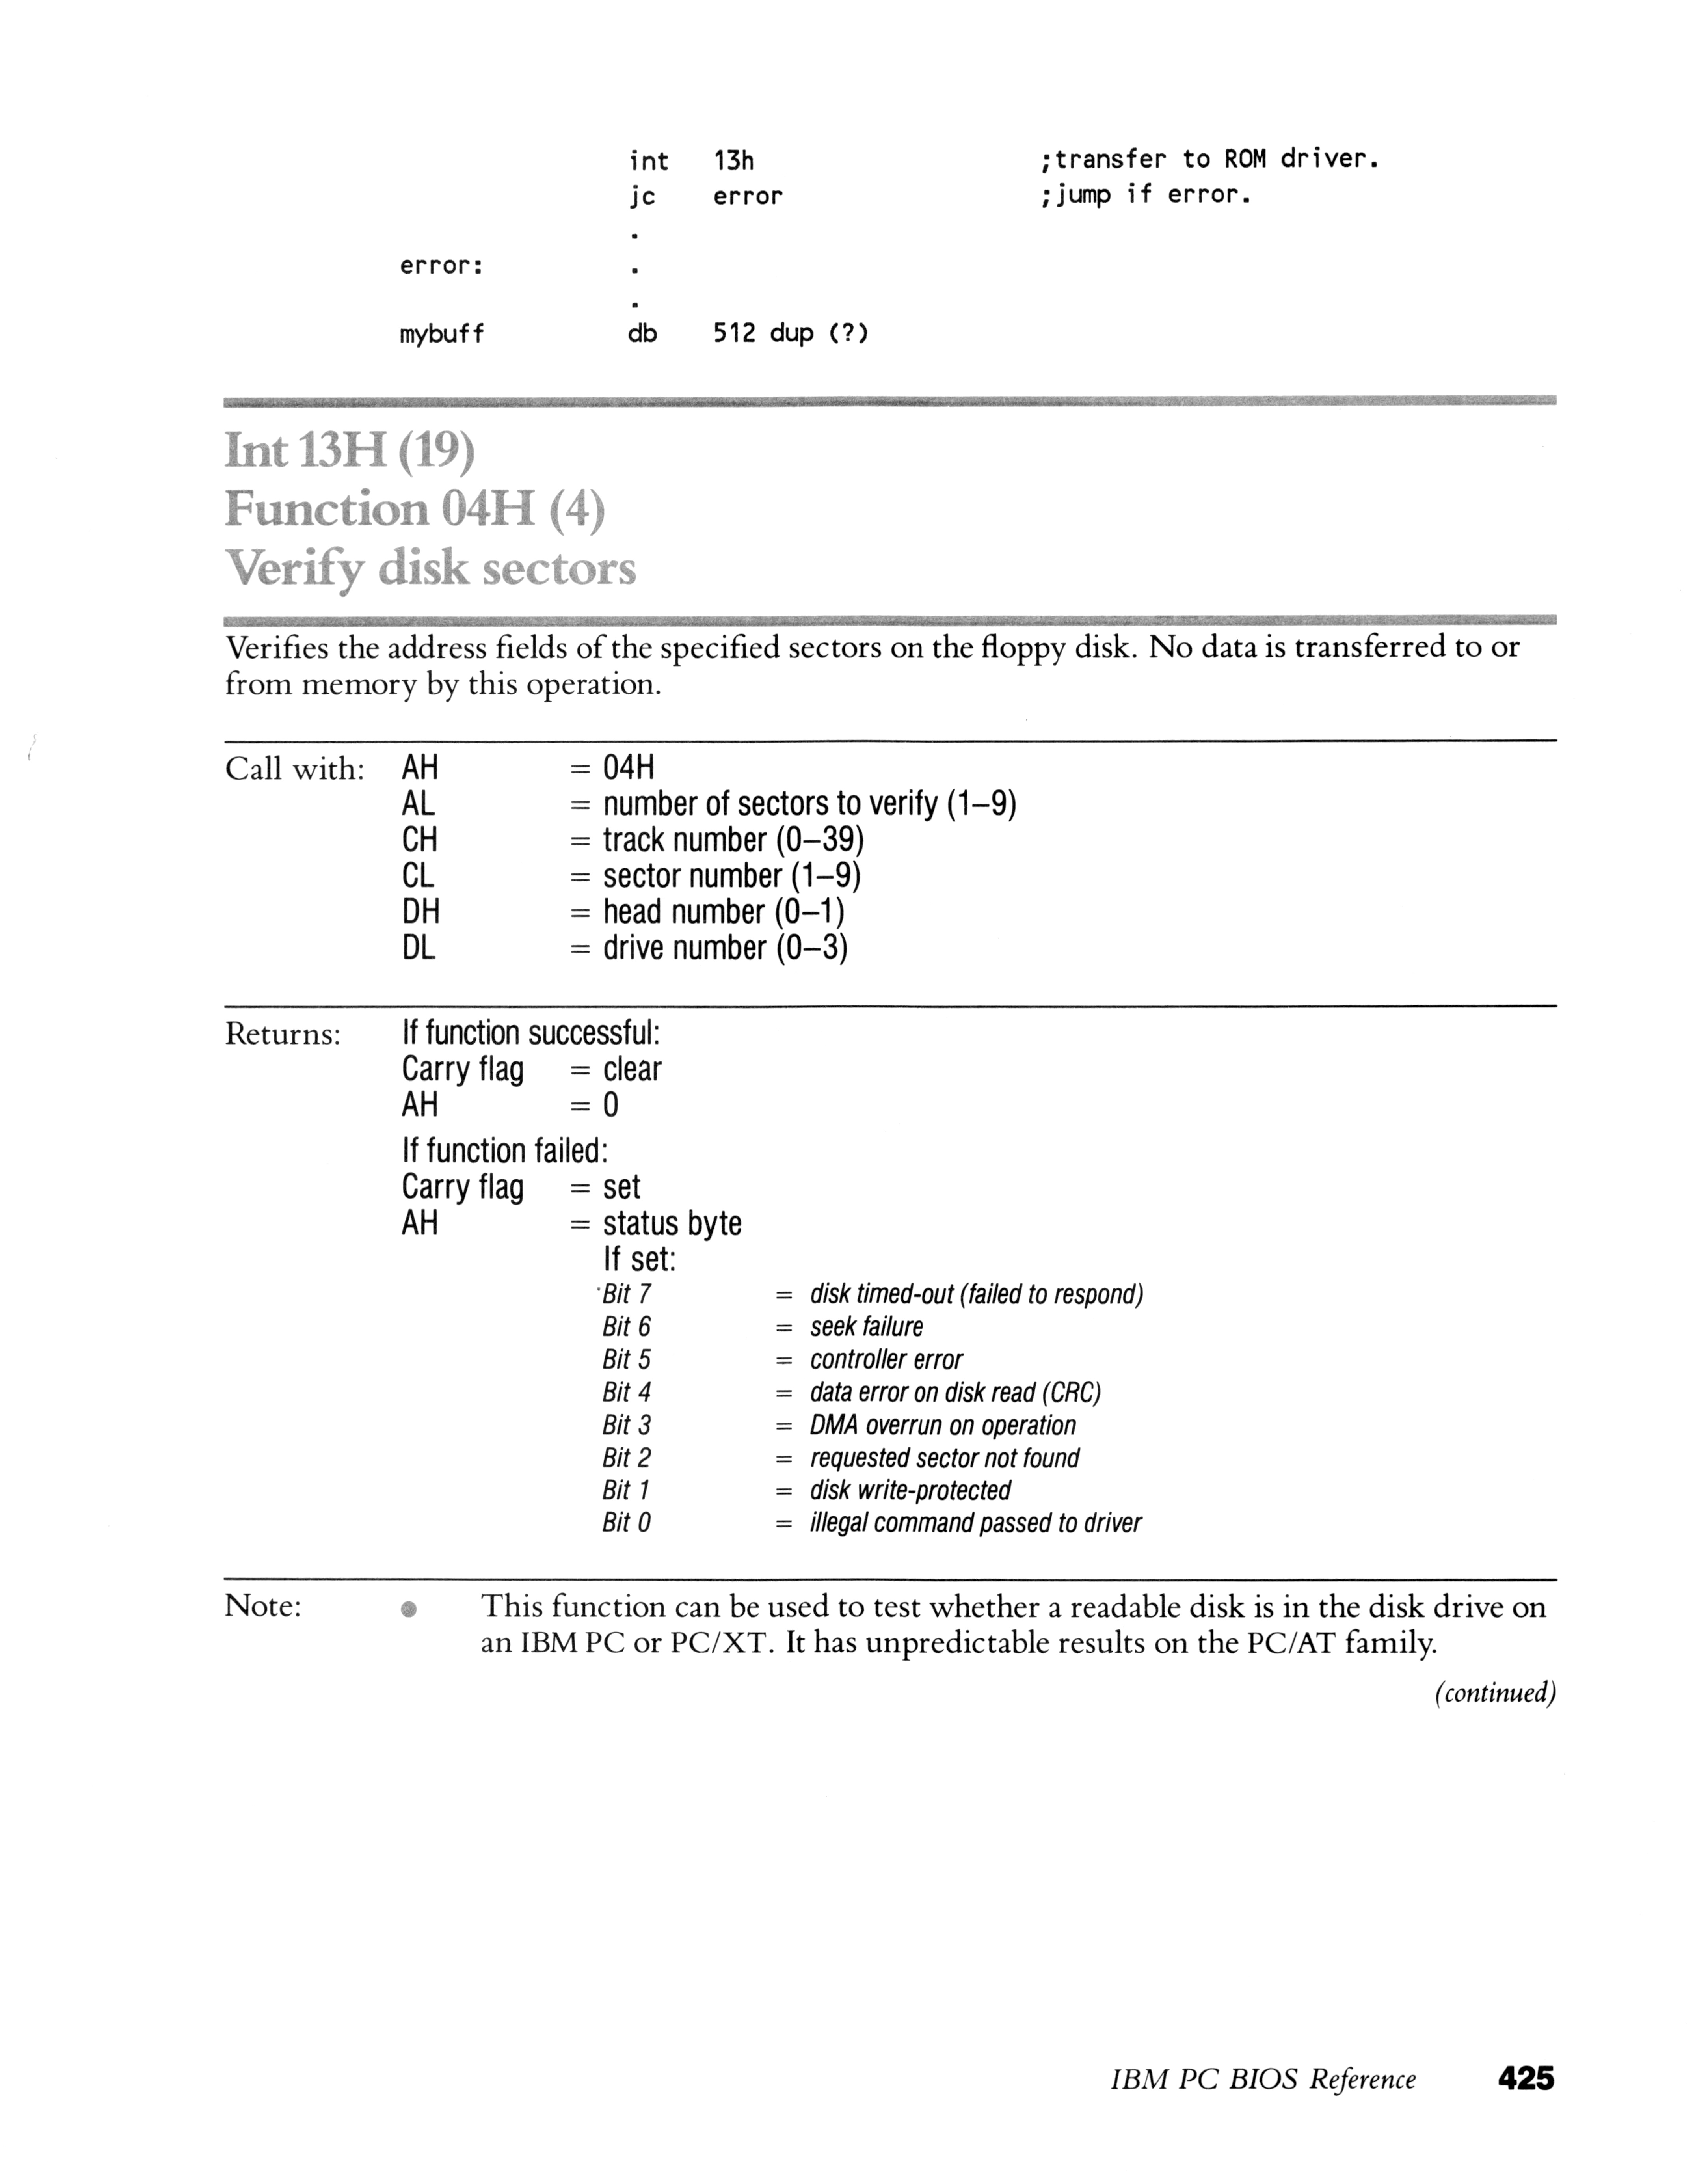 int 13h ;transfer to ROM driver.
jc error ;jump if error.
.
error: .
.
mybuff db 512 dup (?)
Int 13H (19)
Function 04H (4)
Verify disk sectors
Verifies the address fields of the specified sectors on the floppy disk. No data is transferred to or
from memory by this operation.
Call with: AH = 04H
AL = number of sectors to verify (1–9)
CH = track number (0–39)
CL = sector number (1–9)
DH = head number (0–1)
DL = drive number (0–3)
Returns: If function successful:
Carry flag = clear
AH = 0
If function failed:
Carry flag = set
AH = status byte
If set:
Bit 7 = disk timed-out (failed to respond)
Bit 6 = seek failure
Bit 5 = controller error
Bit 4 = data error on disk read (CRC)
Bit 3 = DMA overrun on operation
Bit 2 = requested sector not found
Bit 1 = disk write-protected
Bit 0 = illegal command passed to driver
Note: ● This function can be used to test whether a readable disk is in the disk drive on
an IBM PC or PC/XT. It has unpredictable results on the PC/AT family.
(continued)
IBM PC BIOS Reference 425